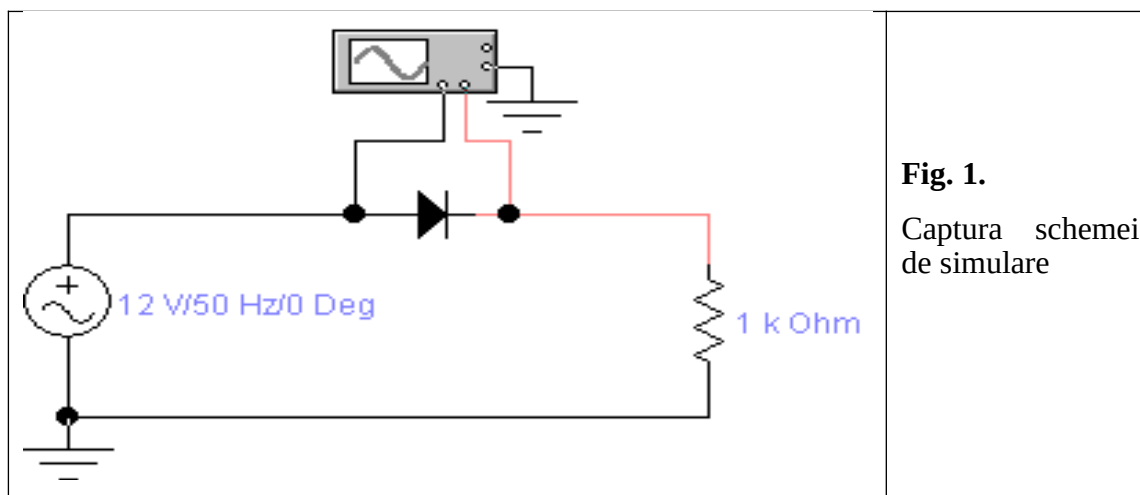 12 V/50 Hz/0 Deg
1 k Ohm
Fig. 1.
Captura schemei
de simulare